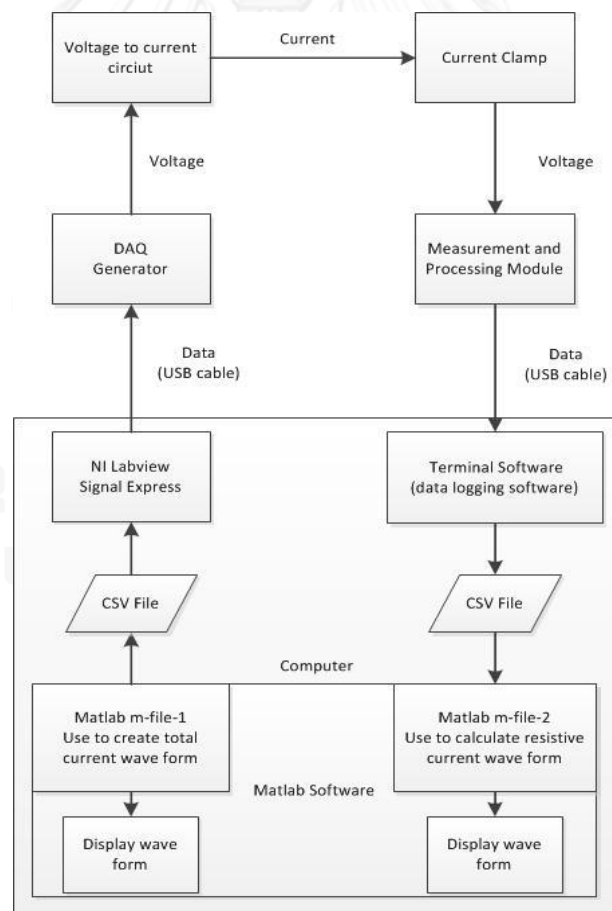 Voltage to current
circiut
Current
Current Clamp
Voltage
Voltage
DAQ
Generator
Measurement and
Processing Module
Data
(USB cable)
Data
(USB cable)
NI Labview
Signal Express
Terminal Software
(data logging software)
CSV File
CSV File
Computer
Matlab m-file-1
Use to create total
current wave form
Matlab m-file-2
Use to calculate resistive
current wave form
Matlab Software
Display wave
form
Display wave
form